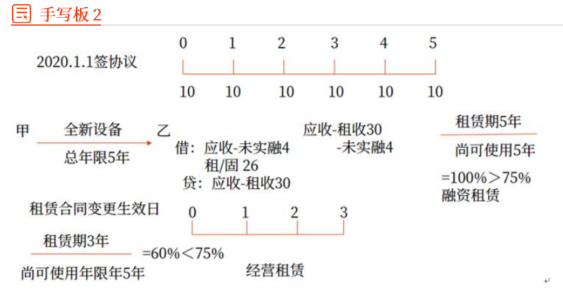 手写板 2
0 1 2 3 4 5
2020.1.1签协议
10 10 10 10 10 10
甲 全新设备 乙
总年限5年
应收-租收30
-未实融4
借：应收-未实融4
租/固 26
贷：应收-租收30
租赁期5年
尚可使用5年
=100%＞75%
融资租赁
租赁合同变更生效日
0 1 2 3
租赁期3年
尚可使用年限年5年
=60%＜75%
经营租赁